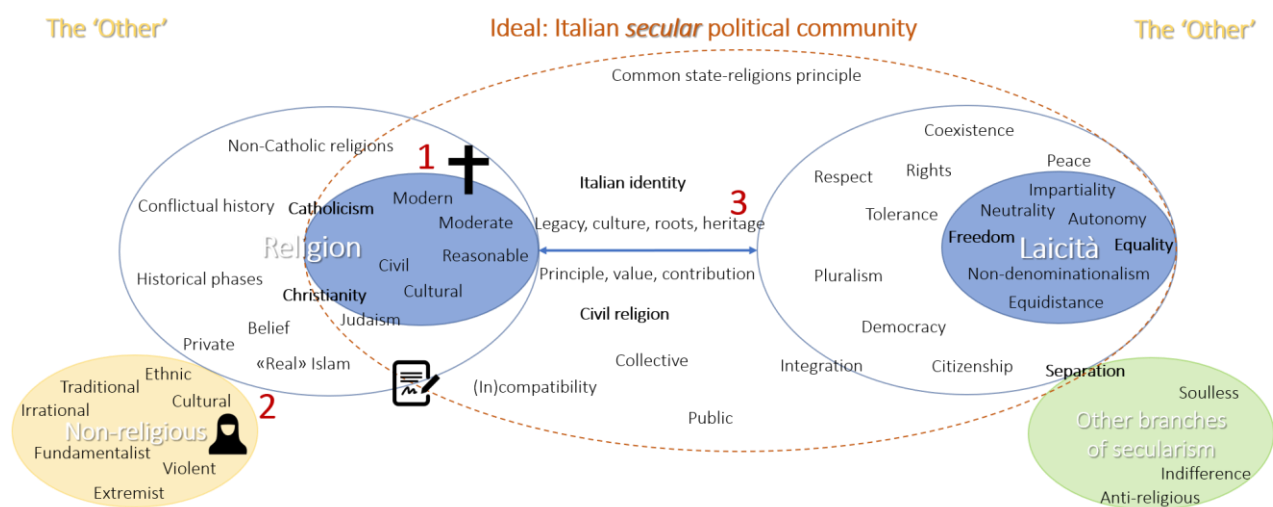 The 'Other'
Ideal: Italian secular political community
The 'Other'
Common state-religions principle
Non-Catholic religions
1
Conflictual history
Catholicism
Modern
Moderate
Religion
Reasonable
Civil
Historical phases
Christianity
Cultural
Judaism
Belief
Private
«Real» Islam
Italian identity
3
Legacy, culture, roots, heritage
Principle, value, contribution
Civil religion
Collective
(In)compatibility
Public
Coexistence
Peace
Respect
Rights
Impartiality
Tolerance
Neutrality
Autonomy
Freedom
Laicità
Equality
Pluralism
Non-denominationalism
Equidistance
Democracy
Integration
Citizenship
Separation
Ethnic
Traditional
Cultural
2
Irrational
Non-religious
Fundamentalist
Violent
Extremist
Soulless
Other branches
of secularism
Indifference
Anti-religious